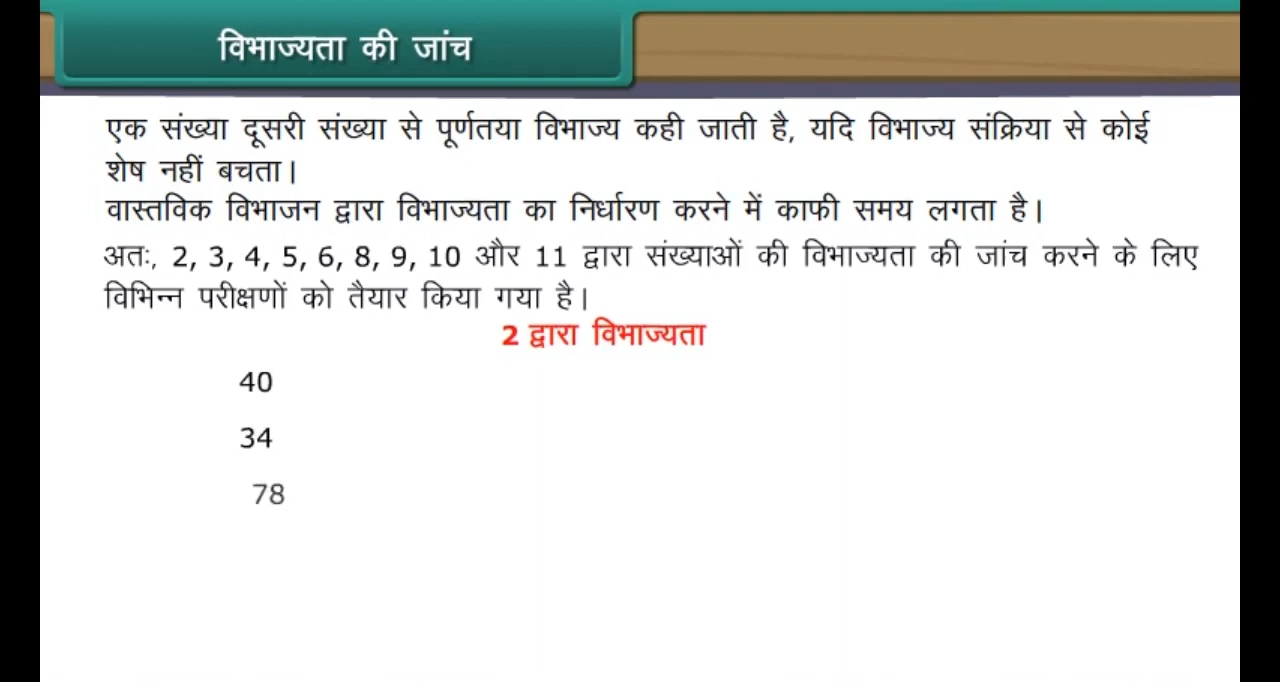 विभाज्यता की जांच
एक संख्या दूसरी संख्या से पूर्णतया विभाज्य कही जाती है, यदि विभाज्य संक्रिया से कोई
शेष नहीं बचता।
वास्तविक विभाजन द्वारा विभाज्यता का निर्धारण करने में काफी समय लगता है।
अतः, 2, 3, 4, 5, 6, 8, 9, 10 और 11 द्वारा संख्याओं की विभाज्यता की जांच करने के लिए
विभिन्न परीक्षणों को तैयार किया गया है।
2 द्वारा विभाज्यता
40
34
78